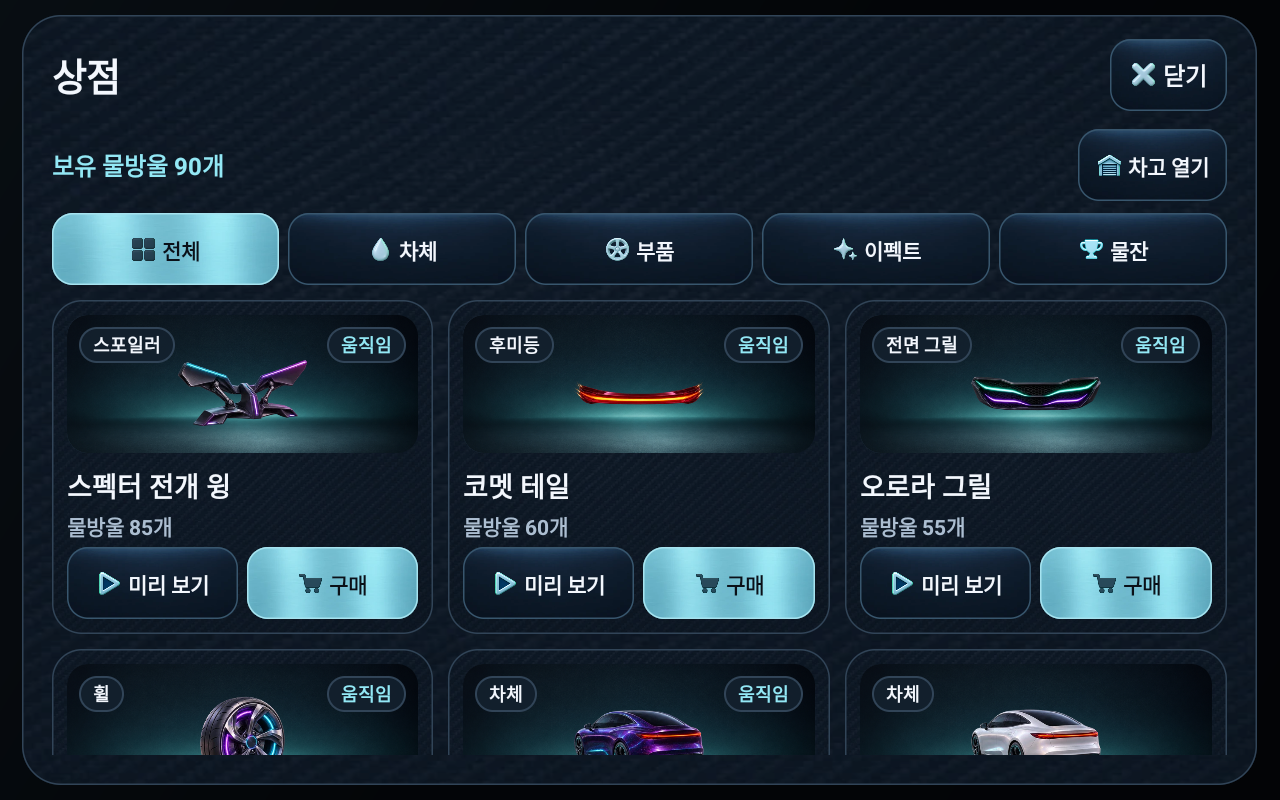 상점
닫기
보유 물방울 90개
차고 열기
전체
차체
부품
이펙트
물잔
스포일러
움직임
후미등
움직임
전면 그릴
움직임
스펙터 전개 윙
코멧 테일
오로라 그릴
물방울 85개
물방울 60개
물방울 55개
미리 보기
구매
미리 보기
구매
미리 보기
구매
휠
움직임
차체
움직임
차체